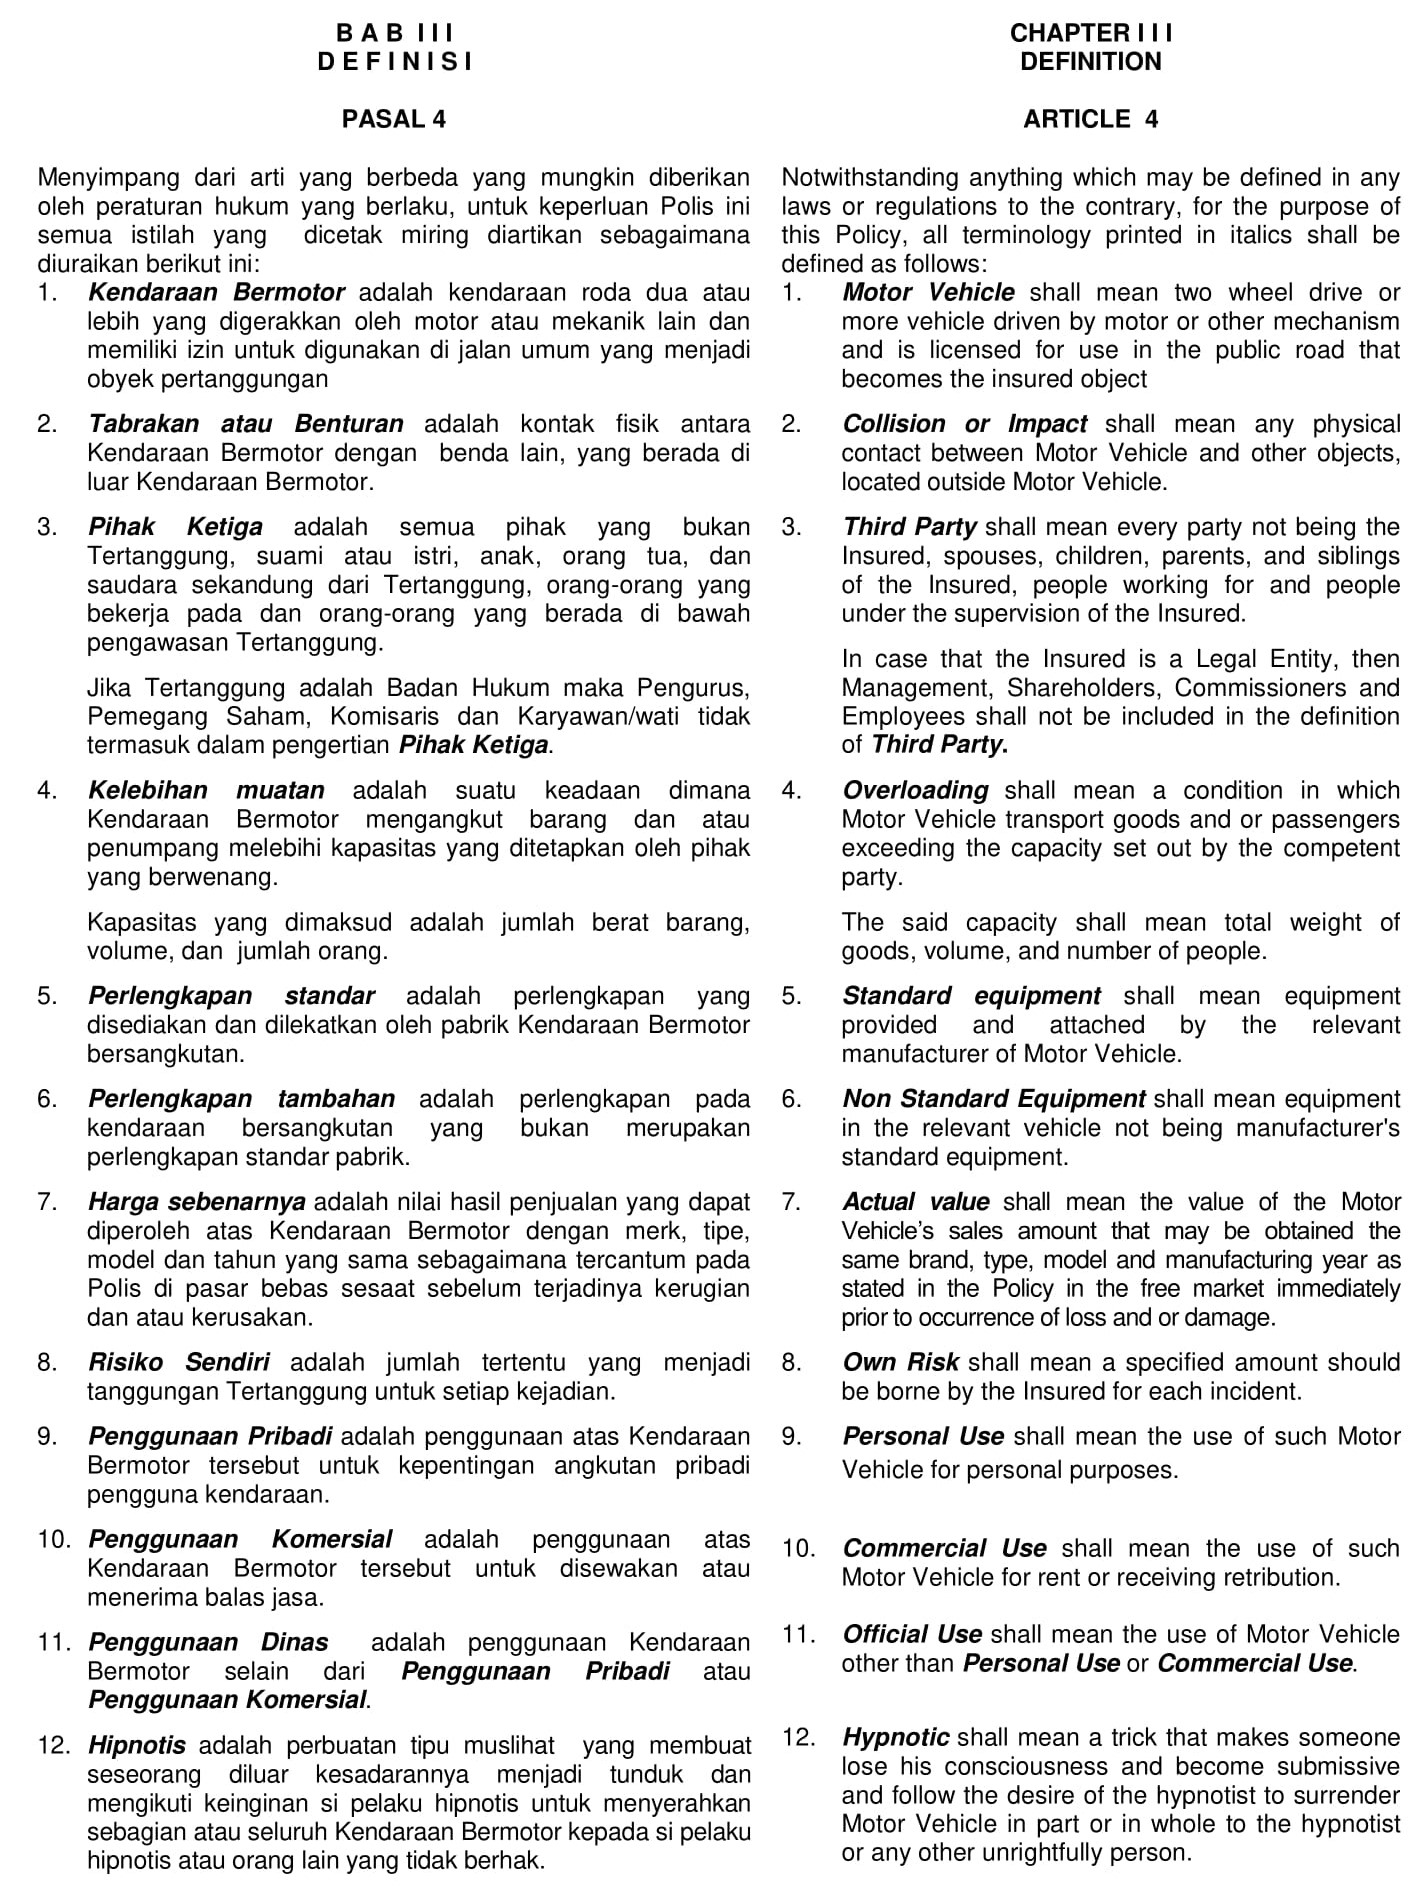 B A B  I I I
D E F I N I S I
PASAL 4
Menyimpang dari arti yang berbeda yang mungkin diberikan
oleh peraturan hukum yang berlaku, untuk keperluan Polis ini
semua istilah yang dicetak miring diartikan sebagaimana
diuraikan berikut ini:
1. Kendaraan Bermotor adalah kendaraan roda dua atau
lebih yang digerakkan oleh motor atau mekanik lain dan
memiliki izin untuk digunakan di jalan umum yang menjadi
obyek pertanggungan
2. Tabrakan atau Benturan adalah kontak fisik antara
Kendaraan Bermotor dengan benda lain, yang berada di
luar Kendaraan Bermotor.
3. Pihak Ketiga adalah semua pihak yang bukan
Tertanggung, suami atau istri, anak, orang tua, dan
saudara sekandung dari Tertanggung, orang-orang yang
bekerja pada dan orang-orang yang berada di bawah
pengawasan Tertanggung.
Jika Tertanggung adalah Badan Hukum maka Pengurus,
Pemegang Saham, Komisaris dan Karyawan/wati tidak
termasuk dalam pengertian Pihak Ketiga.
4. Kelebihan muatan adalah suatu keadaan dimana
Kendaraan Bermotor mengangkut barang dan atau
penumpang melebihi kapasitas yang ditetapkan oleh pihak
yang berwenang.
Kapasitas yang dimaksud adalah jumlah berat barang,
volume, dan jumlah orang.
5. Perlengkapan standar adalah perlengkapan yang
disediakan dan dilekatkan oleh pabrik Kendaraan Bermotor
bersangkutan.
6. Perlengkapan tambahan adalah perlengkapan pada
kendaraan bersangkutan yang bukan merupakan
perlengkapan standar pabrik.
7. Harga sebenarnya adalah nilai hasil penjualan yang dapat
diperoleh atas Kendaraan Bermotor dengan merk, tipe,
model dan tahun yang sama sebagaimana tercantum pada
Polis di pasar bebas sesaat sebelum terjadinya kerugian
dan atau kerusakan.
8. Risiko Sendiri adalah jumlah tertentu yang menjadi
tanggungan Tertanggung untuk setiap kejadian.
9. Penggunaan Pribadi adalah penggunaan atas Kendaraan
Bermotor tersebut untuk kepentingan angkutan pribadi
pengguna kendaraan.
10. Penggunaan Komersial adalah penggunaan atas
Kendaraan Bermotor tersebut untuk disewakan atau
menerima balas jasa.
11. Penggunaan Dinas adalah penggunaan Kendaraan
Bermotor selain dari Penggunaan Pribadi atau
Penggunaan Komersial.
12. Hipnotis adalah perbuatan tipu muslihat yang membuat
seseorang diluar kesadarannya menjadi tunduk dan
mengikuti keinginan si pelaku hipnotis untuk menyerahkan
sebagian atau seluruh Kendaraan Bermotor kepada si pelaku
hipnotis atau orang lain yang tidak berhak.
CHAPTER I I I
DEFINITION
ARTICLE 4
Notwithstanding anything which may be defined in any
laws or regulations to the contrary, for the purpose of
this Policy, all terminology printed in italics shall be
defined as follows:
1. Motor Vehicle shall mean two wheel drive or
more vehicle driven by motor or other mechanism
and is licensed for use in the public road that
becomes the insured object
2. Collision or Impact shall mean any physical
contact between Motor Vehicle and other objects,
located outside Motor Vehicle.
3. Third Party shall mean every party not being the
Insured, spouses, children, parents, and siblings
of the Insured, people working for and people
under the supervision of the Insured.
In case that the Insured is a Legal Entity, then
Management, Shareholders, Commissioners and
Employees shall not be included in the definition
of Third Party.
4. Overloading shall mean a condition in which
Motor Vehicle transport goods and or passengers
exceeding the capacity set out by the competent
party.
The said capacity shall mean total weight of
goods, volume, and number of people.
5. Standard equipment shall mean equipment
provided and attached by the relevant
manufacturer of Motor Vehicle.
6. Non Standard Equipment shall mean equipment
in the relevant vehicle not being manufacturer's
standard equipment.
7. Actual value shall mean the value of the Motor
Vehicle’s sales amount that may be obtained the
same brand, type, model and manufacturing year as
stated in the Policy in the free market immediately
prior to occurrence of loss and or damage.
8. Own Risk shall mean a specified amount should
be borne by the Insured for each incident.
9. Personal Use shall mean the use of such Motor
Vehicle for personal purposes.
10. Commercial Use shall mean the use of such
Motor Vehicle for rent or receiving retribution.
11. Official Use shall mean the use of Motor Vehicle
other than Personal Use or Commercial Use.
12. Hypnotic shall mean a trick that makes someone
lose his consciousness and become submissive
and follow the desire of the hypnotist to surrender
Motor Vehicle in part or in whole to the hypnotist
or any other unrightfully person.